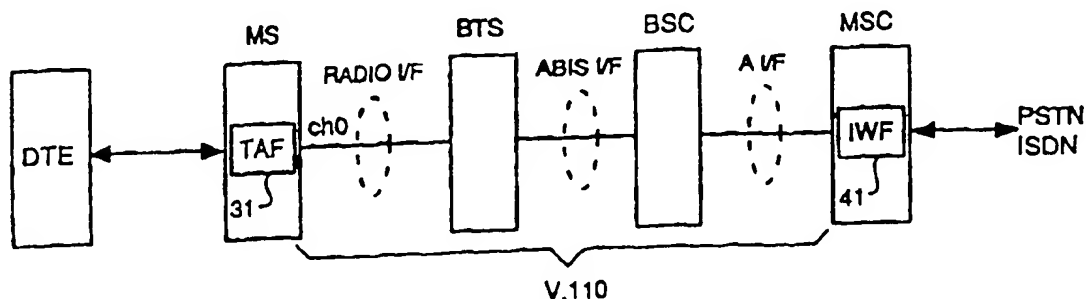 MS
BTS
BSC
MSC
RADIO I/F
ABIS I/F
A I/F
DTE
TAF
ch0
IWF
PSTN
ISDN
31
41
V.110